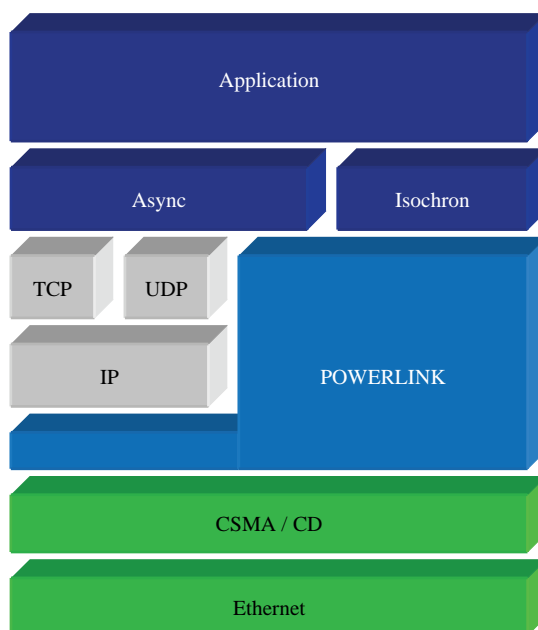 Application
Async
Isochron
TCP
UDP
IP
POWERLINK
CSMA / CD
Ethernet